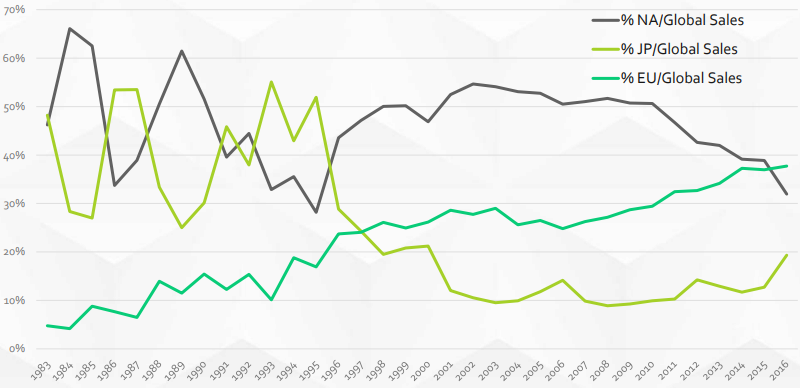 70%
60%
50%
40%
30%
20%
10%
0%
% NA/Global Sales
% JP/Global Sales
% EU/Global Sales
1983 1984 1985 1986 1987 1988 1989 1990 1991 1992 1993 1994 1995 1996 1997 1998 1999 2000 2001 2002 2003 2004 2005 2006 2007 2008 2009 2010 2011 2012 2013 2014 2015 2016